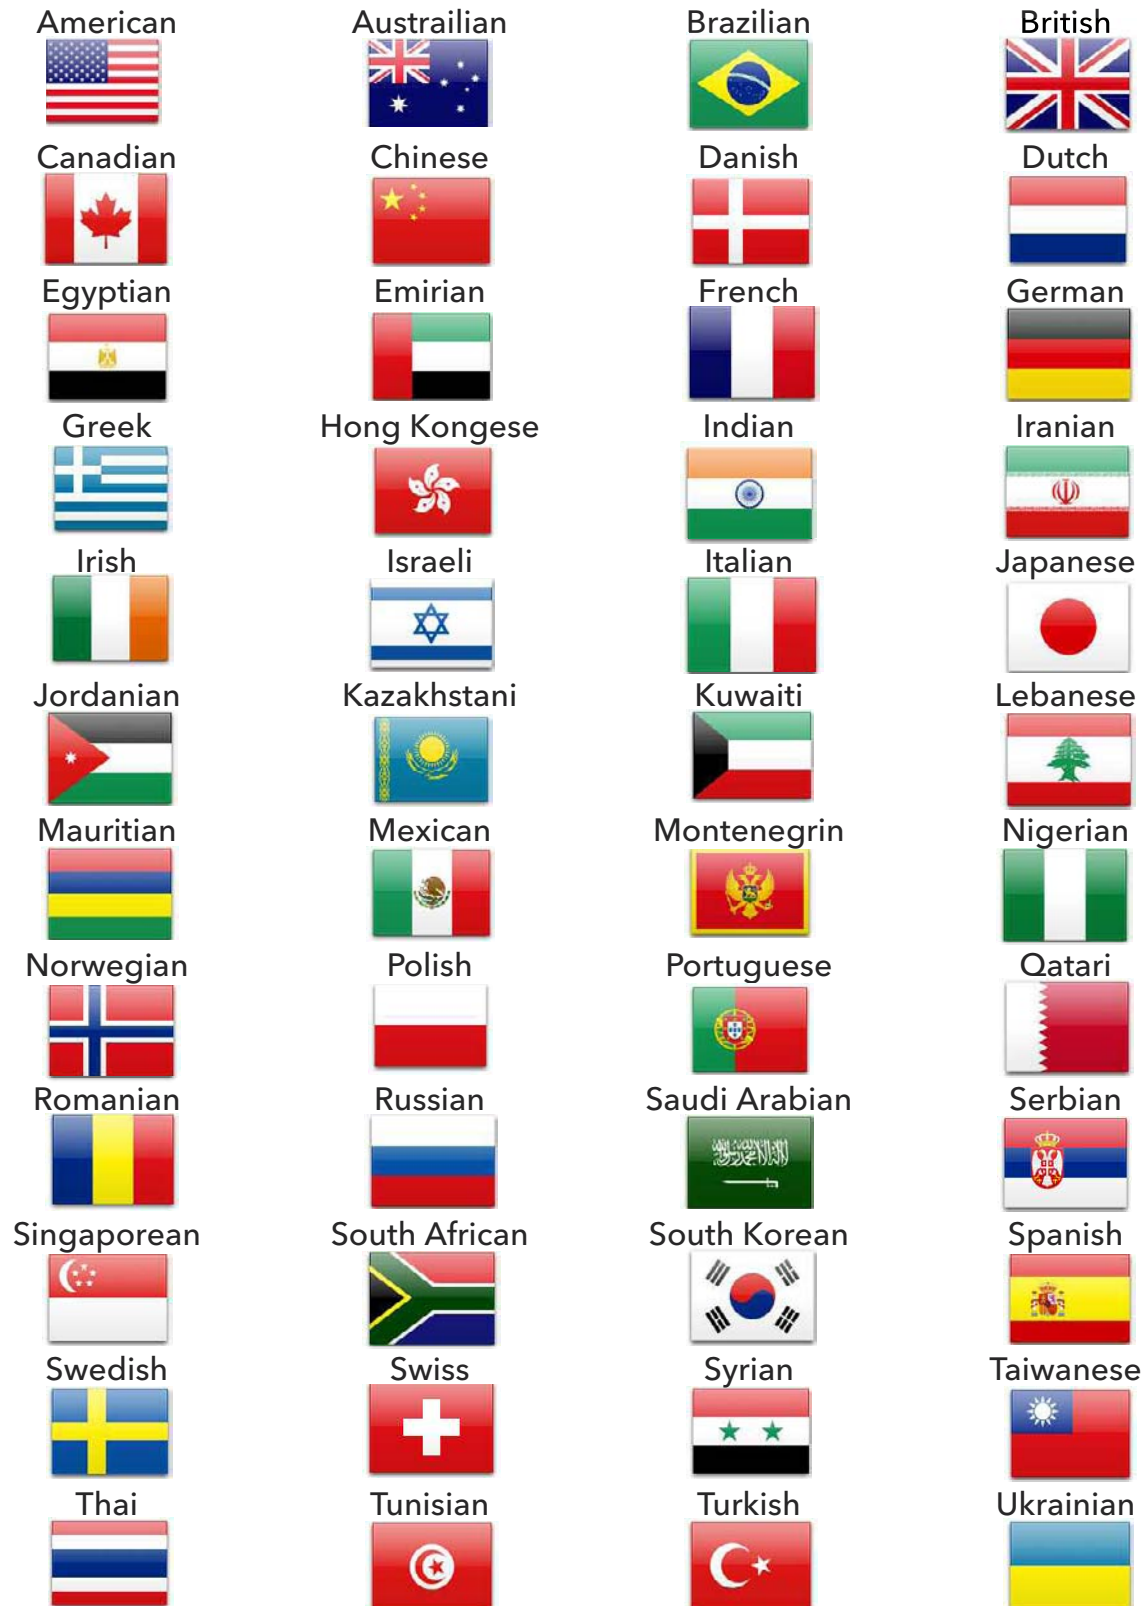 American Austrailian Brazilian British
Canadian Chinese Danish Dutch
Egyptian Emirian French German
Greek Hong Kongese Indian Iranian
Irish Israeli Italian Japanese
Jordanian Kazakhstani Kuwaiti Lebanese
Mauritian Mexican Montenegrin Nigerian
Norwegian Polish Portuguese Qatari
Romanian Russian Saudi Arabian Serbian
Singaporean South African South Korean Spanish
Swedish Swiss Syrian Taiwanese
Thai Tunisian Turkish Ukrainian